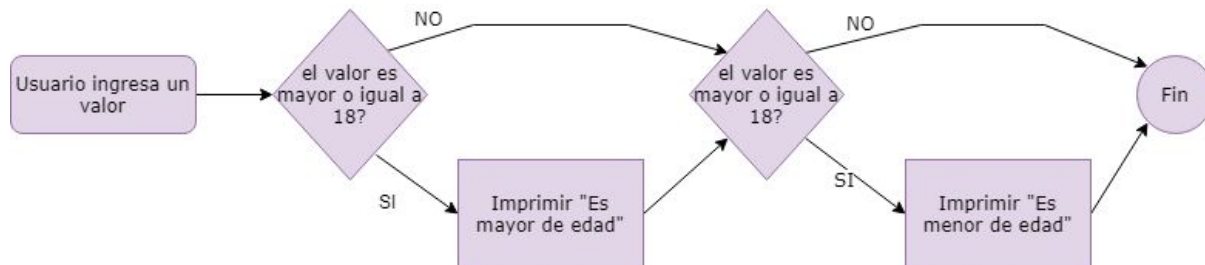 Usuario ingresa un
valor
el valor es
mayor o igual a
18?
NO
SI
Imprimir "Es
mayor de edad"
el valor es
mayor o igual a
18?
NO
SI
Imprimir "Es
menor de edad"
Fin